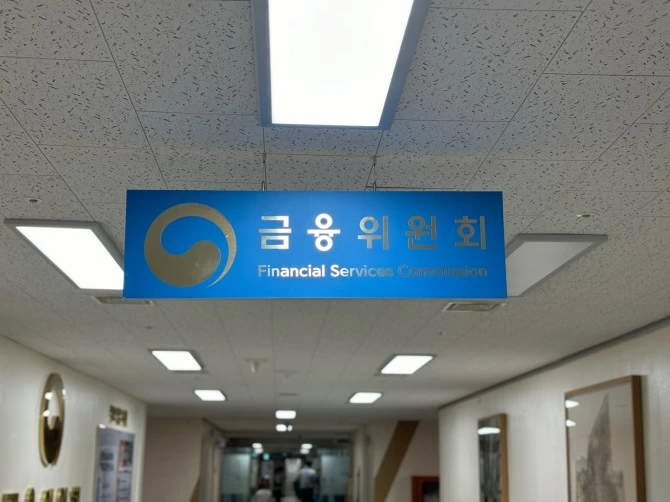 금융위원회
Financial Services Commission